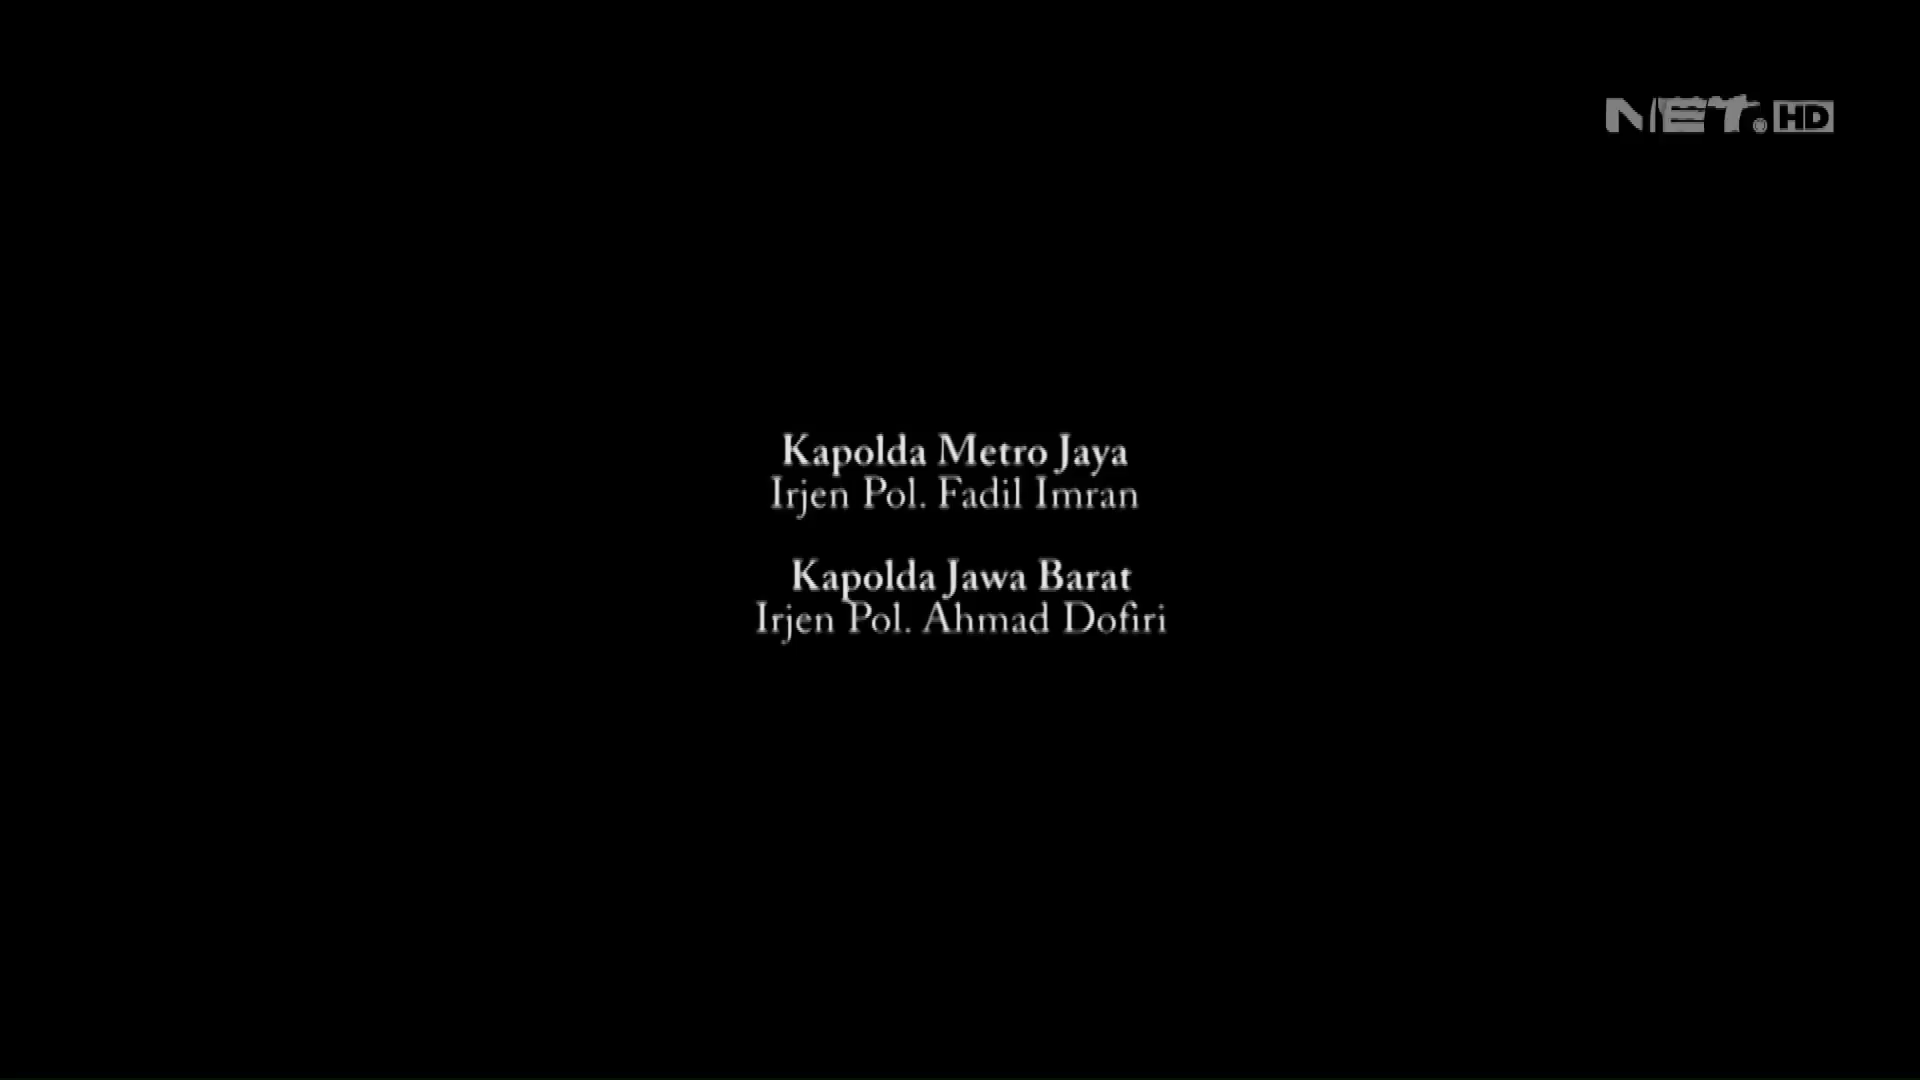 NET. HD
Kapolda Metro Jaya
Irjen Pol. Fadil Imran
Kapolda Jawa Barat
Irjen Pol. Ahmad Dofiri